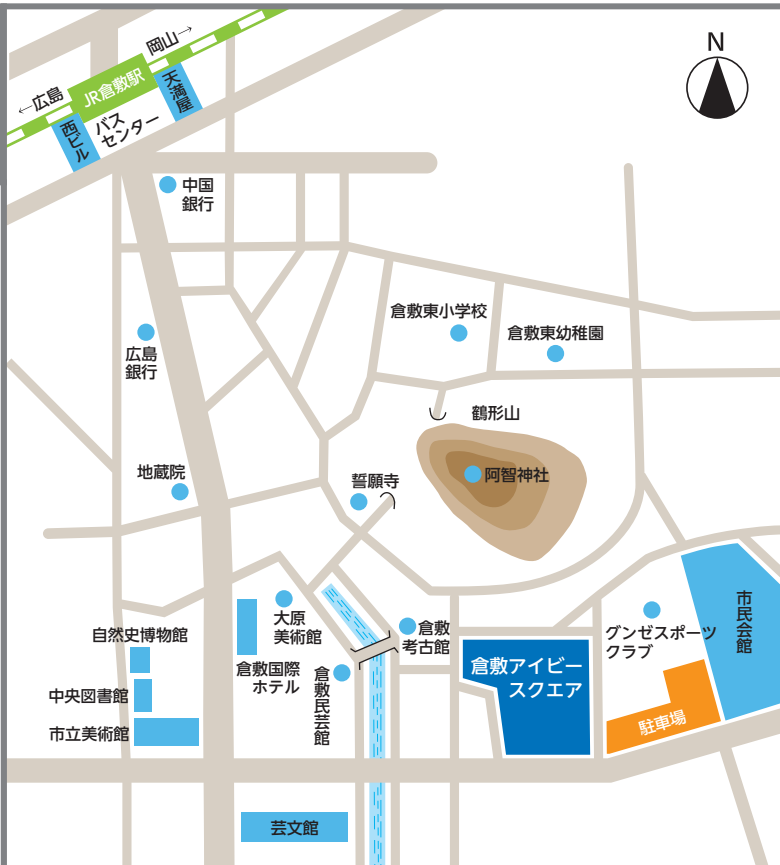 岡山→
←広島
JR倉敷駅
天満屋
西ビル
バス
センター
N
中国
銀行
倉敷東小学校
倉敷東幼稚園
広島
銀行
鶴形山
地蔵院
誓願寺
阿智神社
大原
美術館
倉敷
考古館
グンゼスポーツ
クラブ
市民会館
自然史博物館
倉敷国際
ホテル
倉敷民芸館
倉敷アイビー
スクエア
中央図書館
市立美術館
駐車場
芸文館